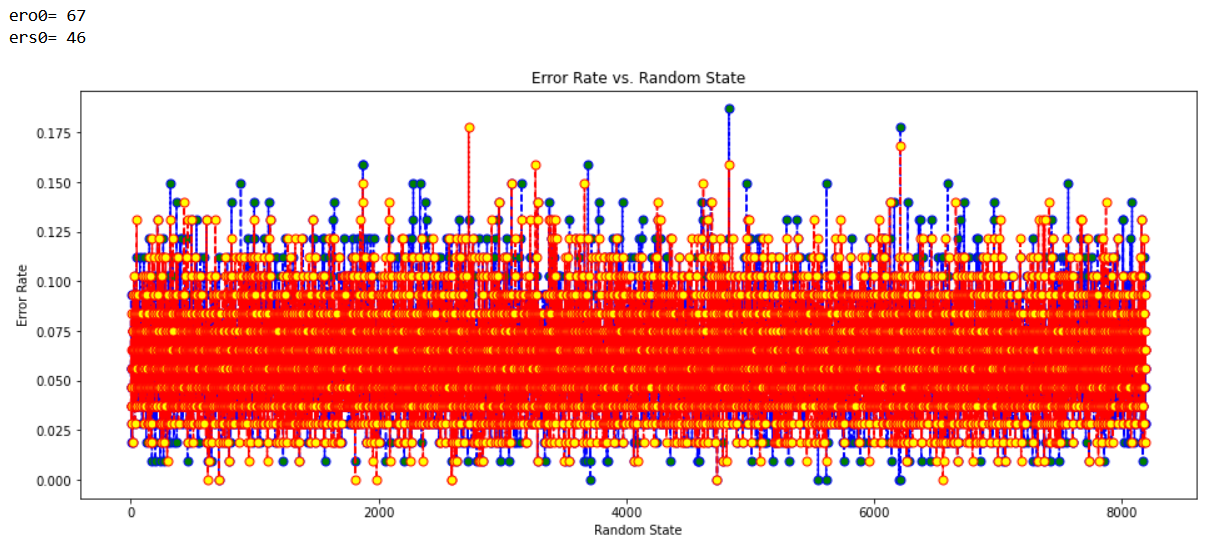 ero0= 67
ers0= 46
Error Rate vs. Random State
0.175
0.150
0.125
0.100
0.075
0.050
0.025
0.000
Error Rate
0 2000 4000 6000 8000
Random State